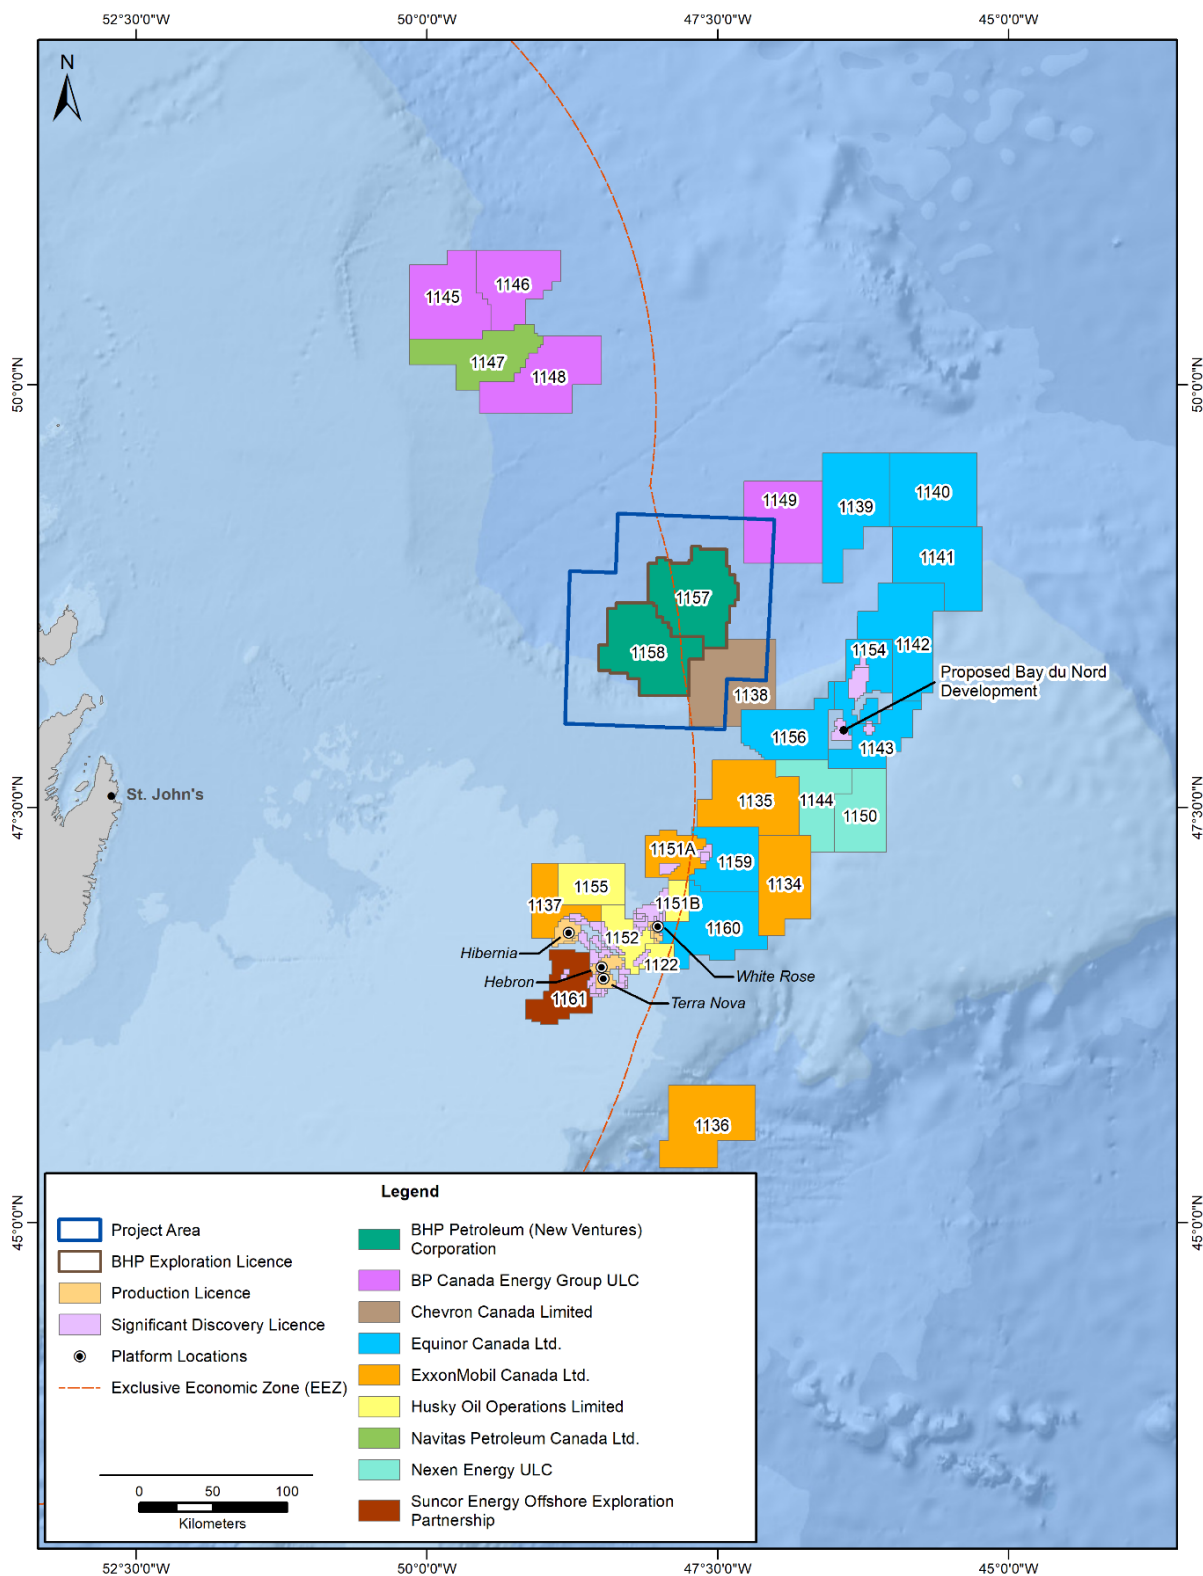 52°30'0"W
50°0'0"W
47°30'0"W
45°0'0"W
N
1145
1146
1147
1148
50°0'0"N
50°0'0"N
1149
1139
1140
1141
1157
1142
1158
1154
1138
Proposed Bay du Nord
Development
1156
1143
St. John's
47°30'0"N
47°30'0"N
1135
1144
1150
1151A
1159
1134
1155
1137
1151B
1160
1152
Hibernia
1122
White Rose
Hebron
1161
Terra Nova
1136
45°0'0"N
45°0'0"N
Legend
Project Area
BHP Exploration Licence
Production Licence
Significant Discovery Licence
Platform Locations
Exclusive Economic Zone (EEZ)
0 50 100
Kilometers
BHP Petroleum (New Ventures)
Corporation
BP Canada Energy Group ULC
Chevron Canada Limited
Equinor Canada Ltd.
ExxonMobil Canada Ltd.
Husky Oil Operations Limited
Navitas Petroleum Canada Ltd.
Nexen Energy ULC
Suncor Energy Offshore Exploration
Partnership
52°30'0"W
50°0'0"W
47°30'0"W
45°0'0"W